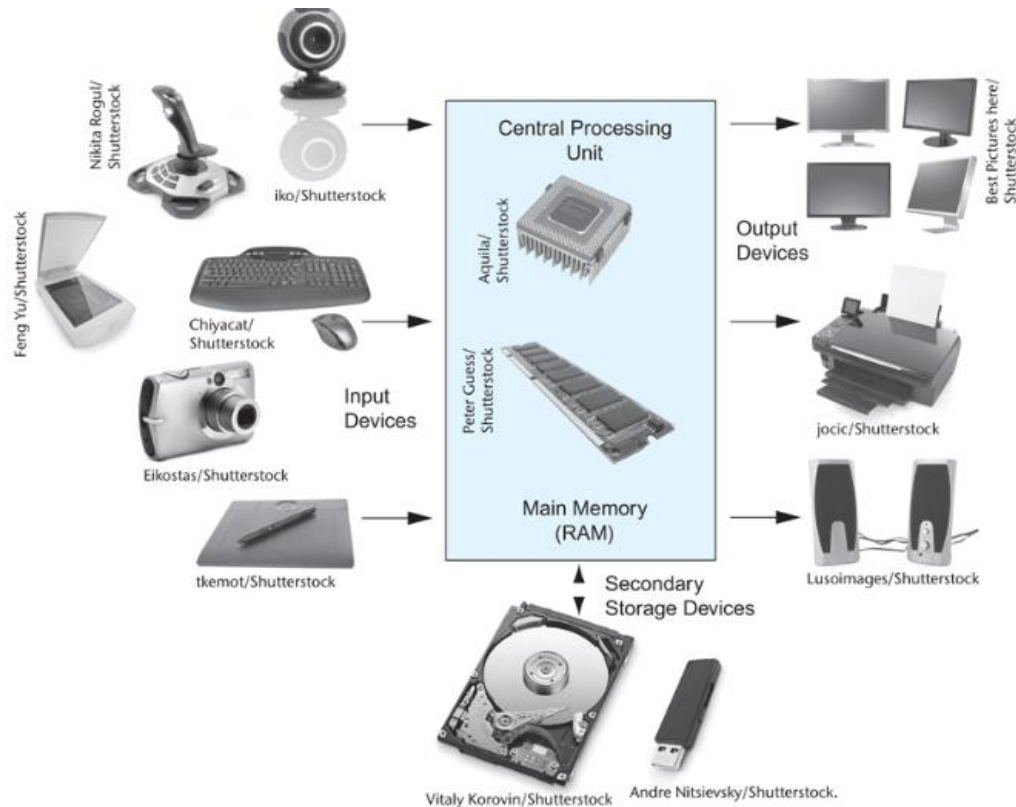 Nikita Rogul/
Shutterstock
iko/Shutterstock
Feng Yu/Shutterstock
Chiyacat/
Shutterstock
Input
Devices
Eikostas/Shutterstock
tkemot/Shutterstock
Central Processing
Unit
Aquila/
Shutterstock
Peter Guess/
Shutterstock
Main Memory
(RAM)
Output
Devices
Best Pictures here/
Shutterstock
jocic/Shutterstock
Lusoimages/Shutterstock
Secondary
Storage Devices
Vitaly Korovin/Shutterstock
Andre Nitsievsky/Shutterstock.